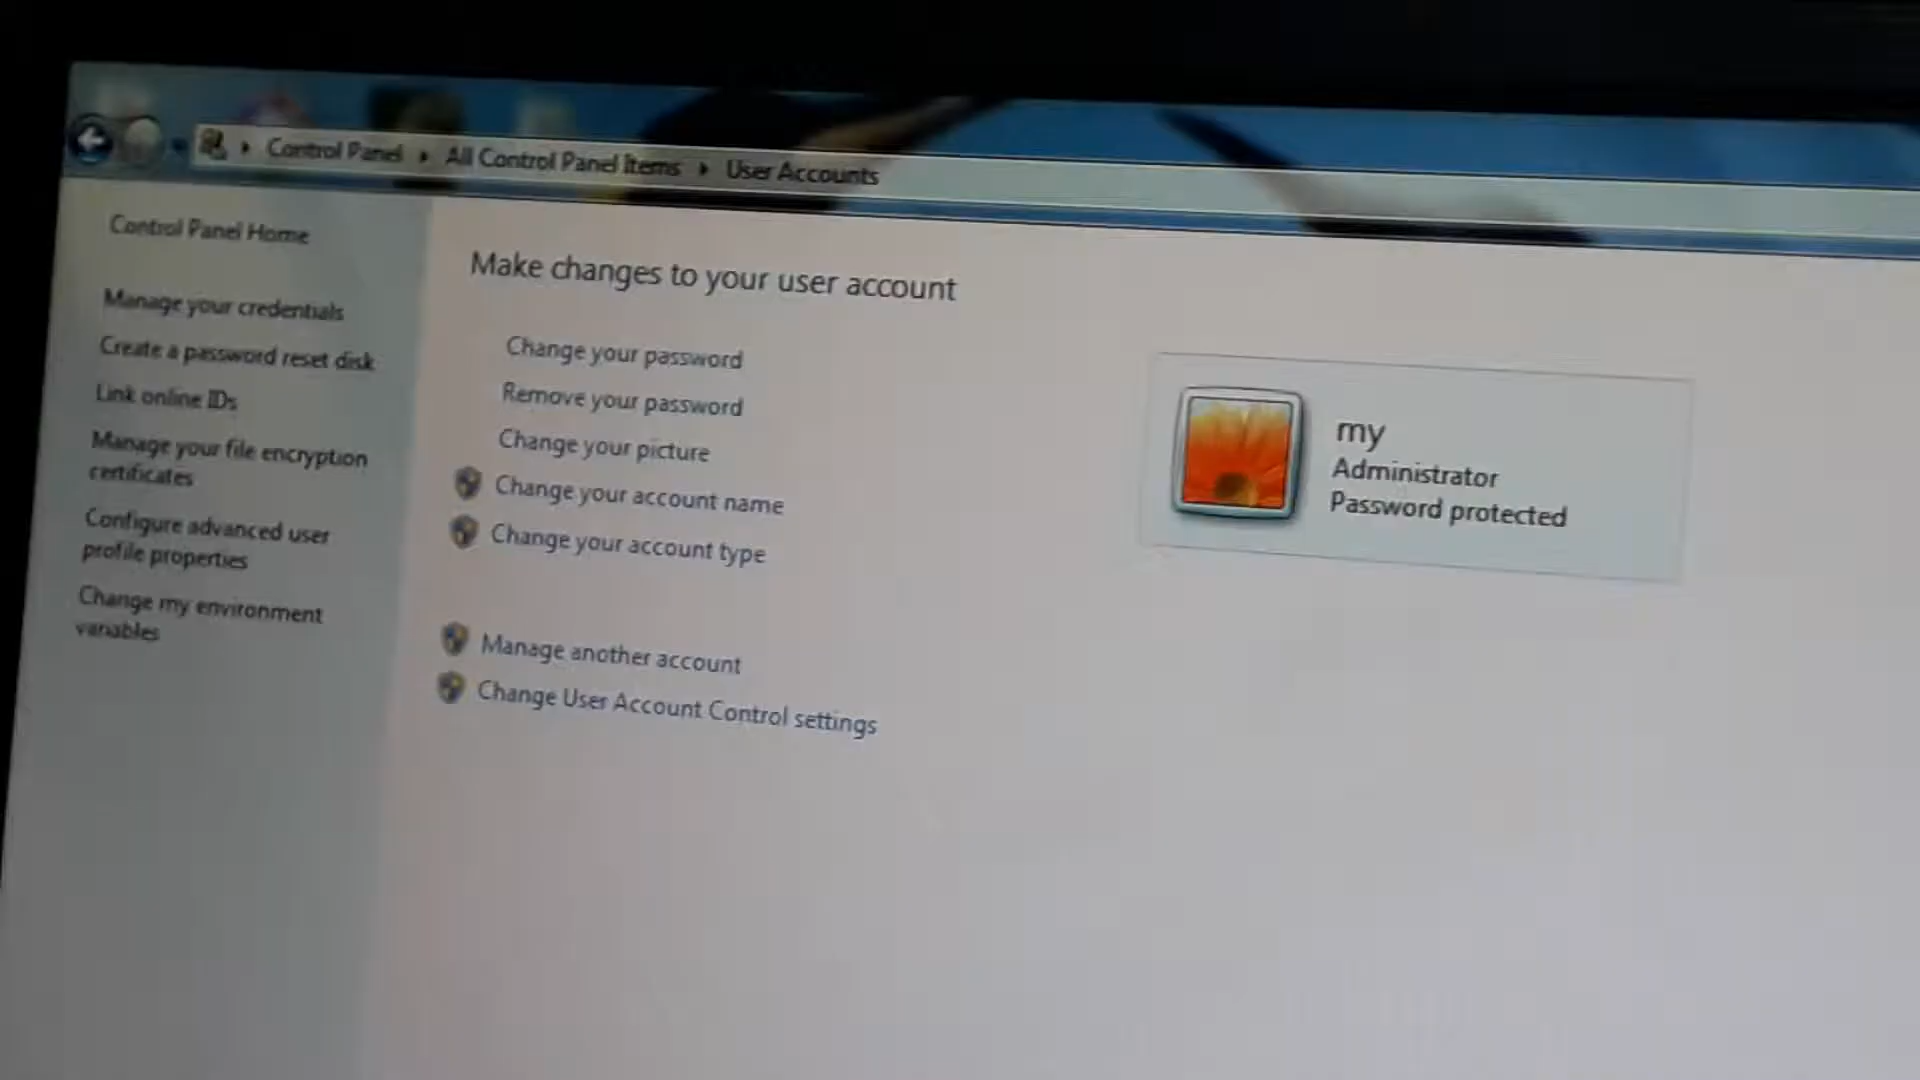 Control Panel All Control Panel Items User Accounts
Control Panel Home
Manage your credentials
Create a password reset disk
Link online IDs
Manage your file encryption
certificates
Configure advanced user
profile properties
Change my environment
variables
Make changes to your user account
Change your password
Remove your password
Change your picture
Change your account name
Change your account type
Manage another account
Change User Account Control settings
my
Administrator
Password protected